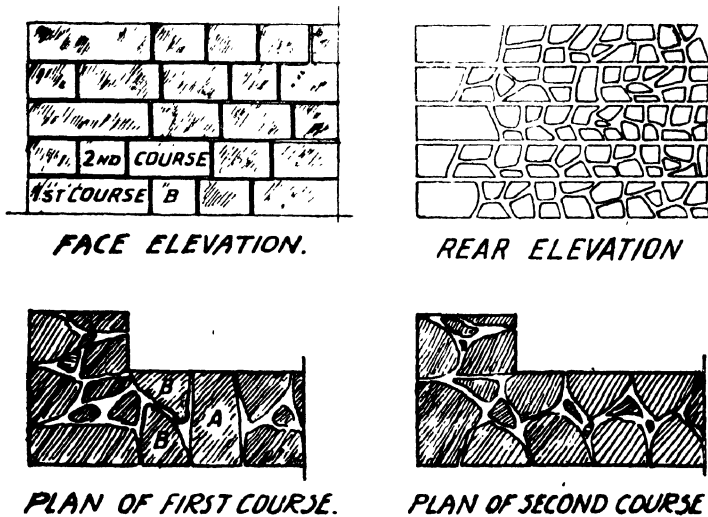 2ND COURSE
1ST COURSE B
FACE ELEVATION.
REAR ELEVATION
B
A
B
PLAN OF FIRST COURSE.
PLAN OF SECOND COURSE